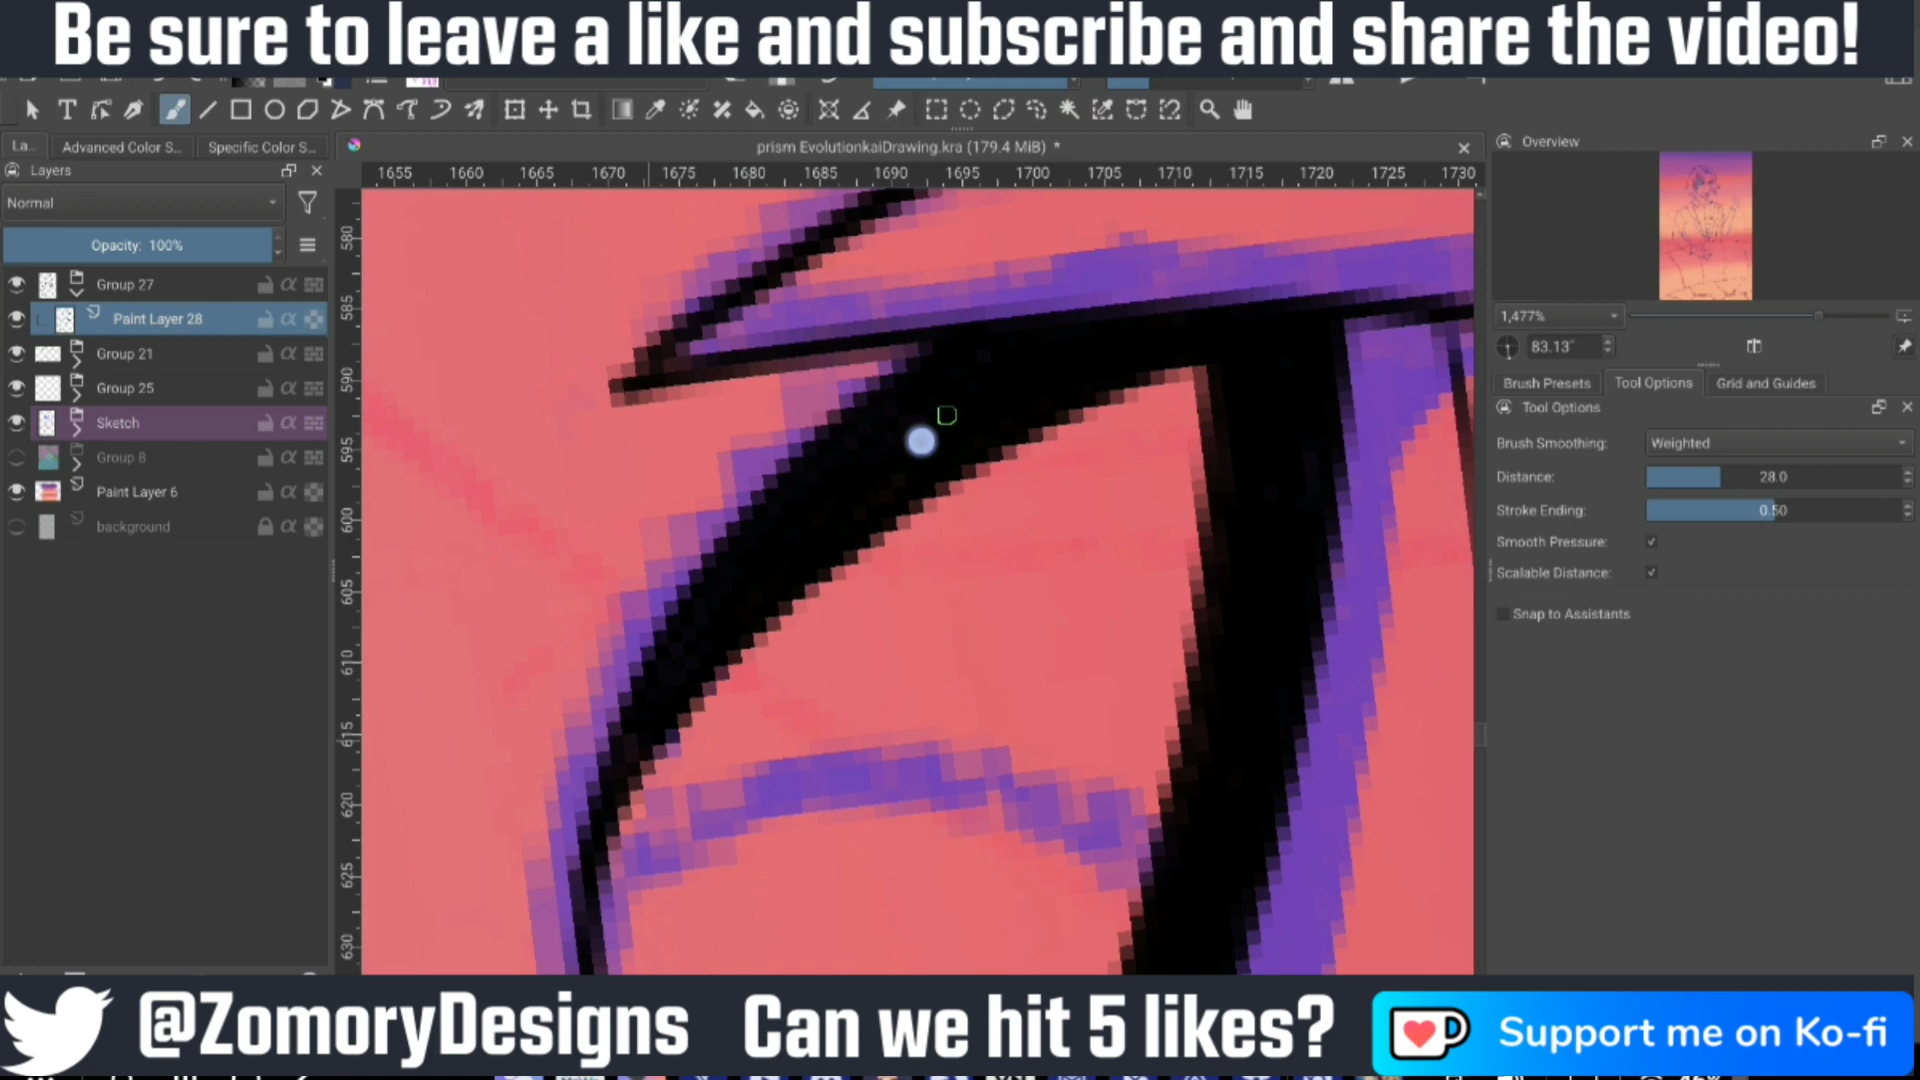 Be sure to leave a like and subscribe and share the video!
La... Advanced Color S... Specific Color S...
prism EvolutionkaiDrawing.kra (179.4 MiB) *
Overview
Layers
1655 1660 1665 1670 1675 1680 1685 1690 1695 1700 1705 1710 1715 1720 1725 1730
Normal
Opacity: 100%
Group 27
Paint Layer 28
Group 21
Group 25
Sketch
Group 8
Paint Layer 6
background
580
585
590
595
600
605
610
615
620
625
630
1,477%
83.13°
Brush Presets Tool Options Grid and Guides
Tool Options
Brush Smoothing: Weighted
Distance: 28.0
Stroke Ending: 0.50
Smooth Pressure:
Scalable Distance:
Snap to Assistants
@ZomoryDesigns Can we hit 5 likes? Support me on Ko-fi